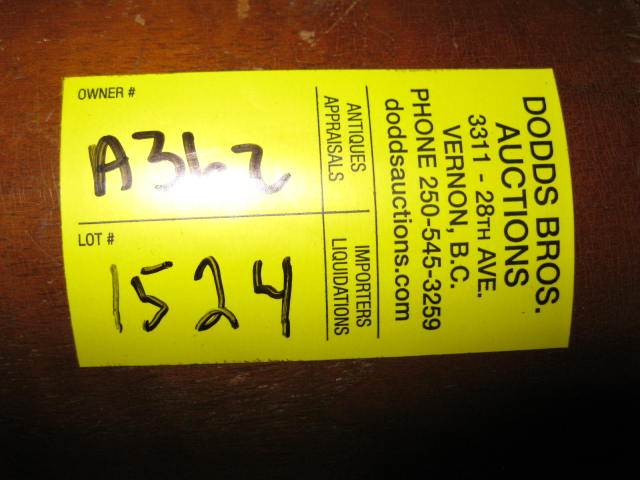 DODDS BROS.
AUCTIONS
3311 - 28TH AVE.
VERNON, B.C.
PHONE 250-545-3259
doddsauctions.com
ANTIQUES
APPRAISALS
IMPORTERS
LIQUIDATIONS
OWNER #
A362
LOT #
1524